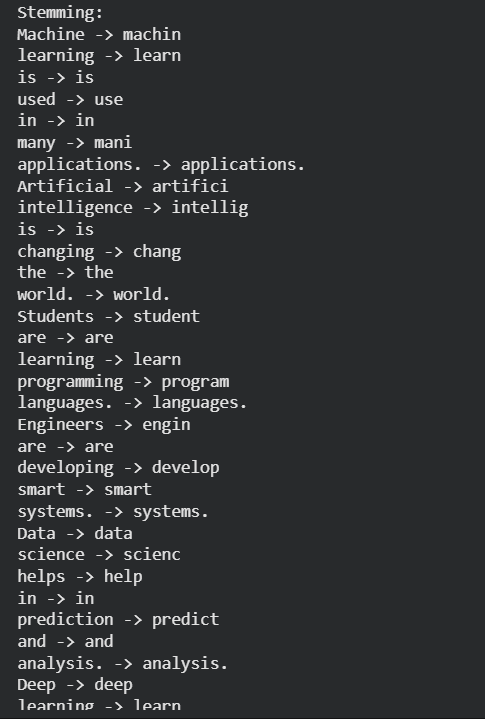 Stemming:
Machine -> machin
learning -> learn
is -> is
used -> use
in -> in
many -> mani
applications. -> applications.
Artificial -> artifici
intelligence -> intellig
is -> is
changing -> chang
the -> the
world. -> world.
Students -> student
are -> are
learning -> learn
programming -> program
languages. -> languages.
Engineers -> engin
are -> are
developing -> develop
smart -> smart
systems. -> systems.
Data -> data
science -> scienc
helps -> help
in -> in
prediction -> predict
and -> and
analysis. -> analysis.
Deep -> deep
learning -> learn